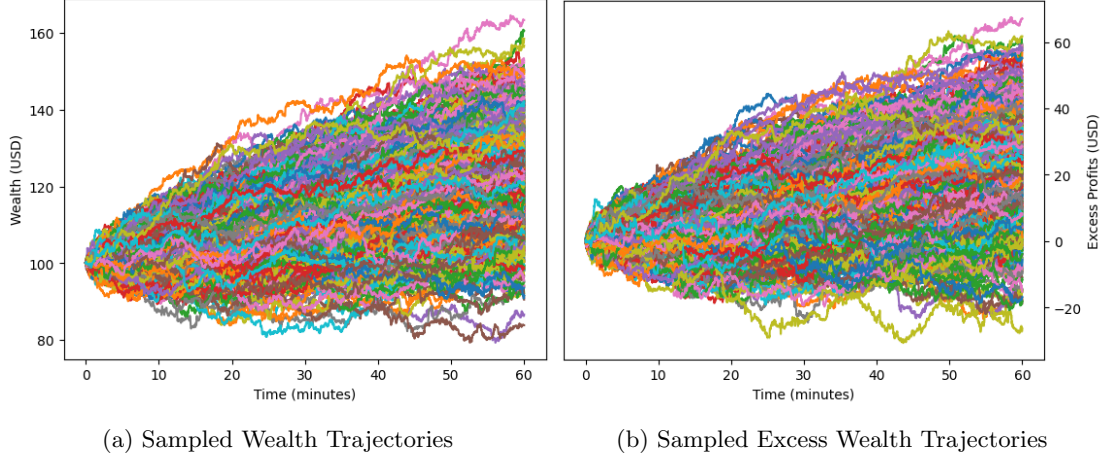 160
140
120
100
80
Wealth (USD)
0 10 20 30 40 50 60
Time (minutes)
(a) Sampled Wealth Trajectories
60
40
20
0
−20
Excess Profits (USD)
0 10 20 30 40 50 60
Time (minutes)
(b) Sampled Excess Wealth Trajectories